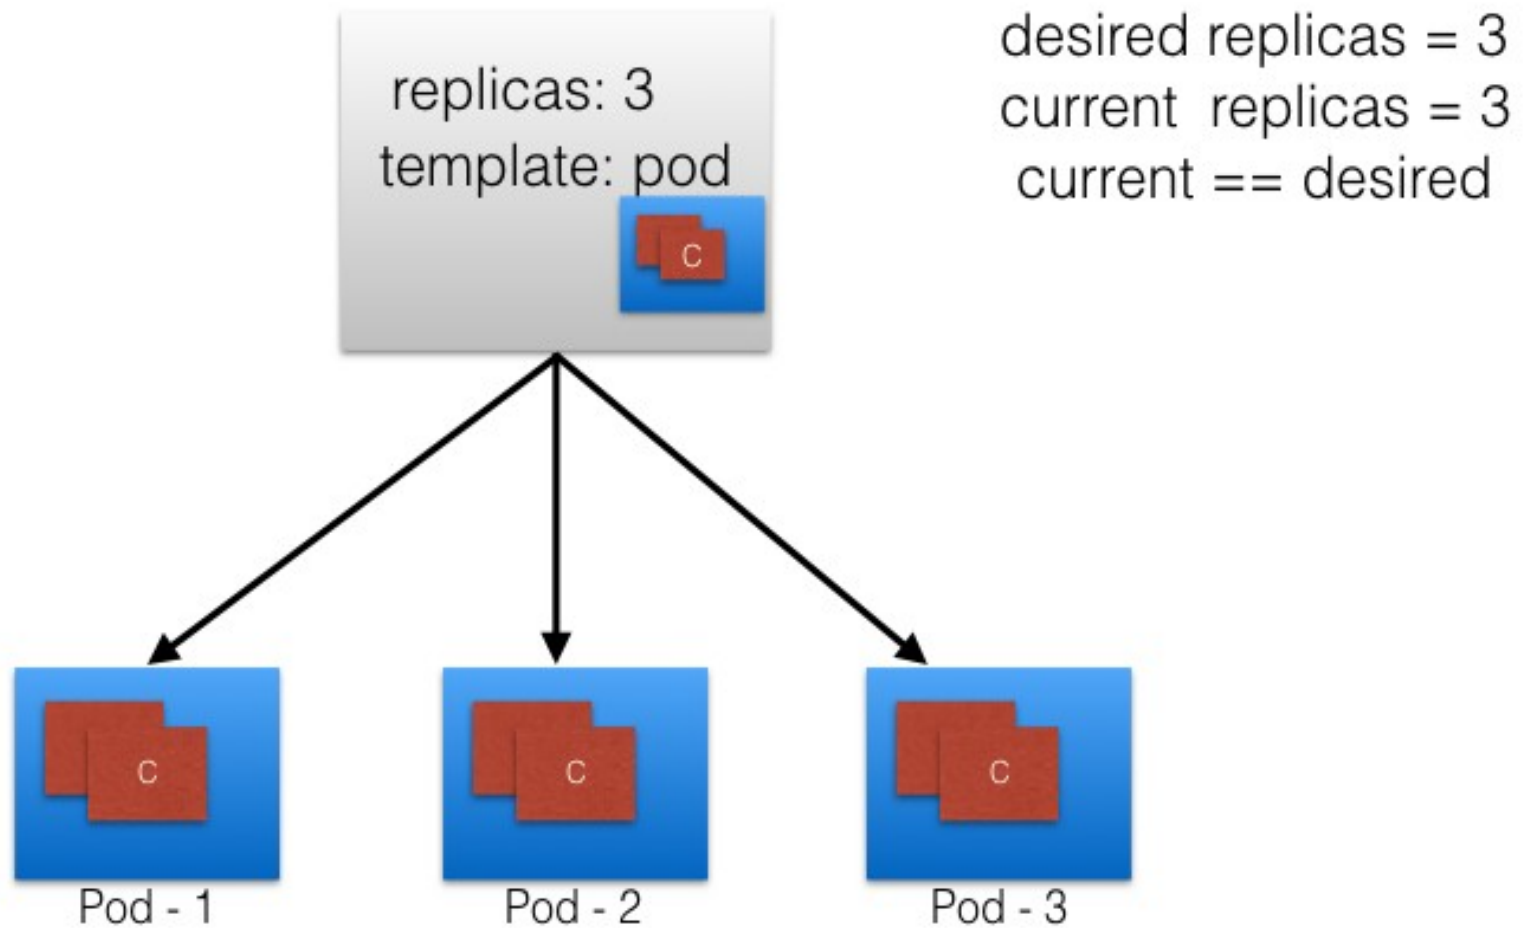 replicas: 3
template: pod
C
desired replicas = 3
current replicas = 3
current == desired
C
C
C
Pod - 1
Pod - 2
Pod - 3